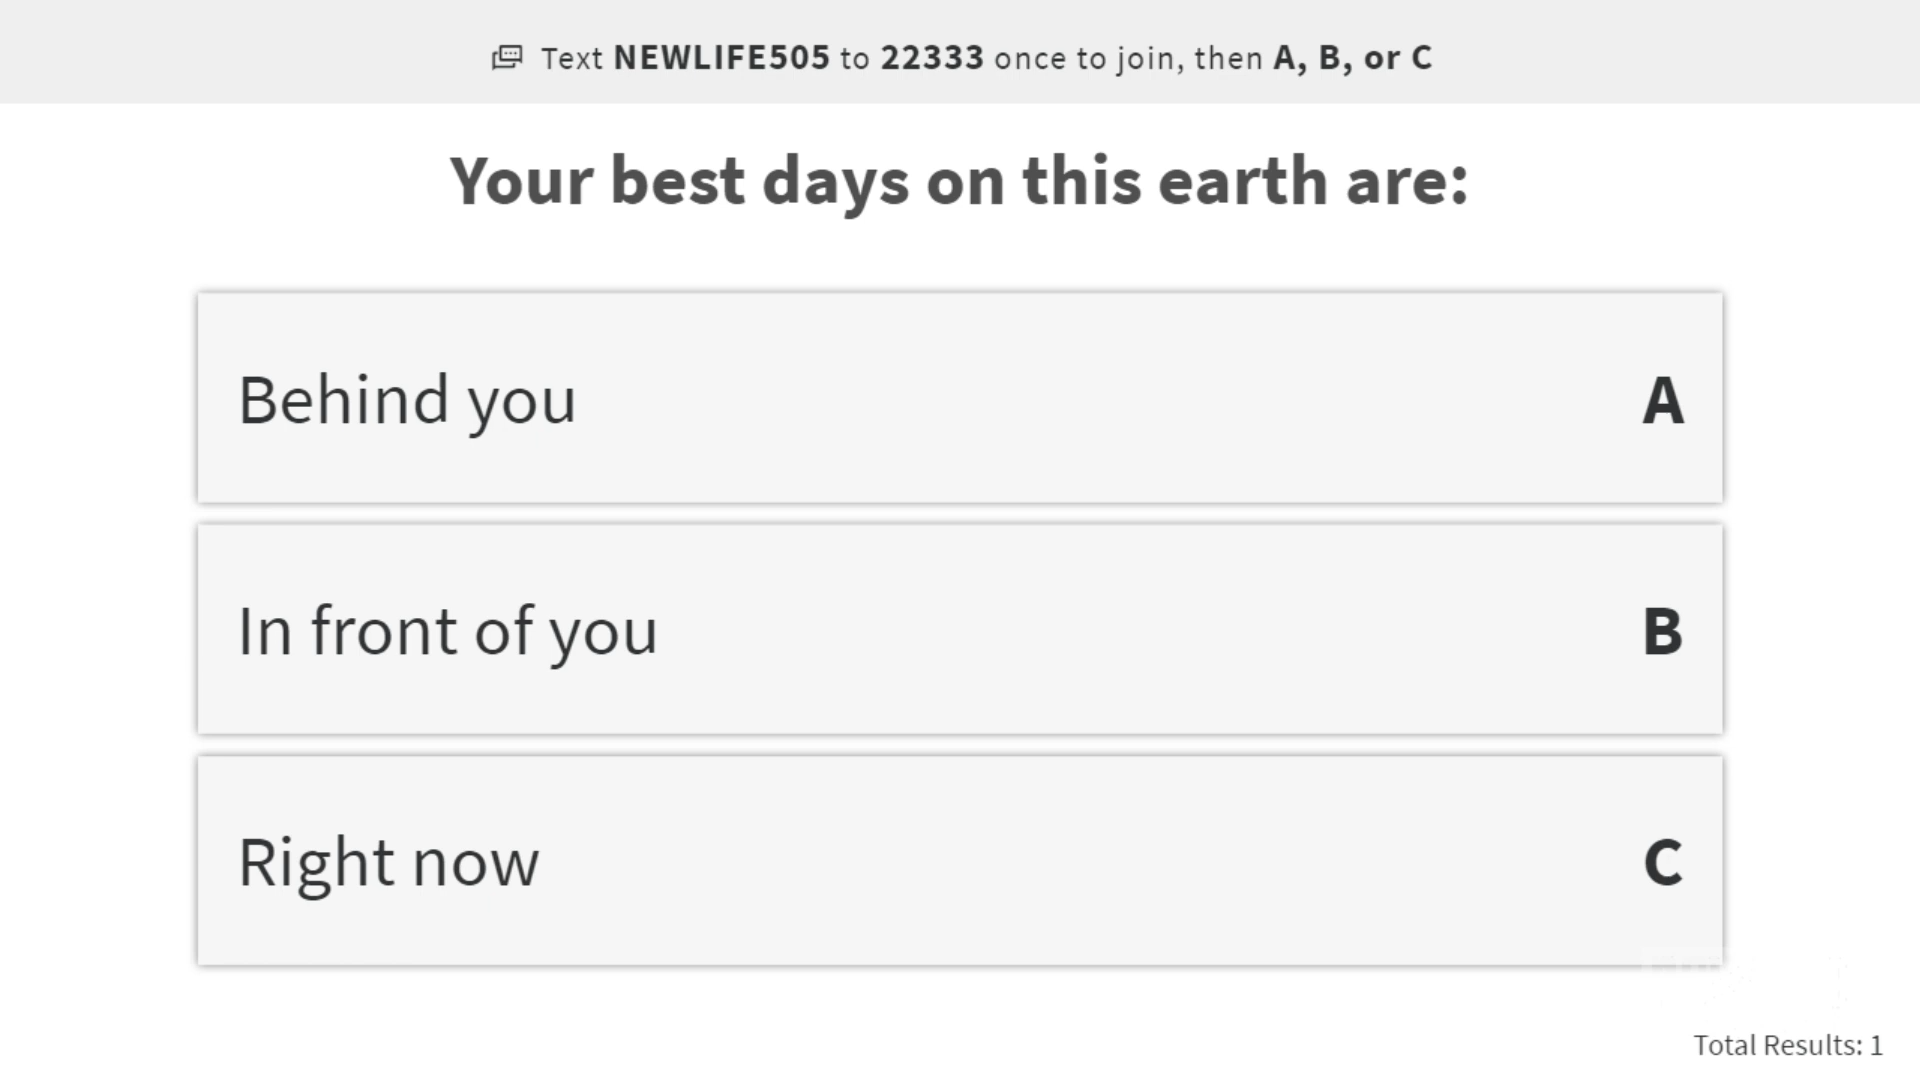 Text NEWLIFE505 to 22333 once to join, then A, B, or C
Your best days on this earth are:
Behind you A
In front of you B
Right now C
Total Results: 1